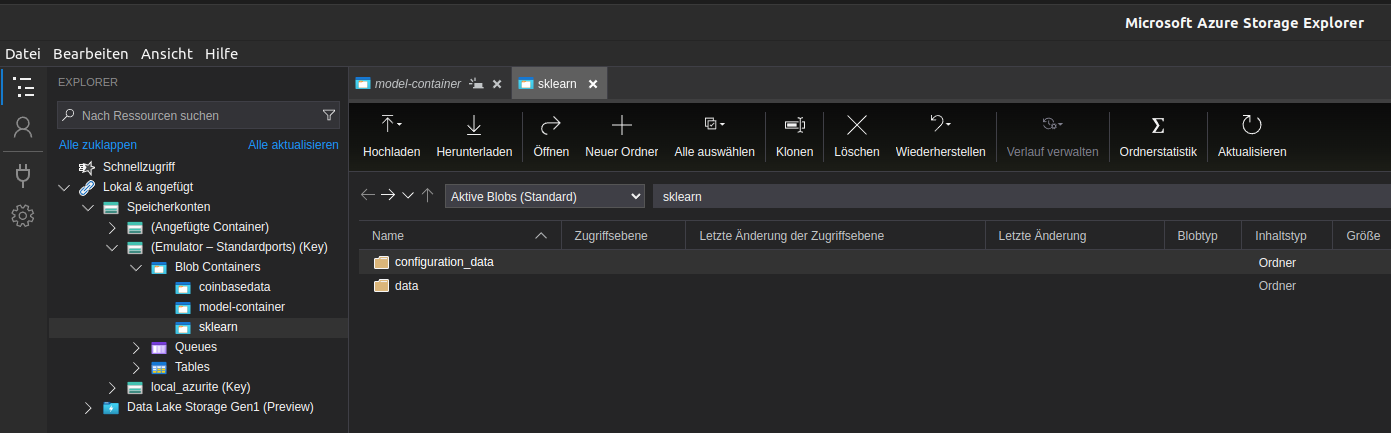 Microsoft Azure Storage Explorer
Datei Bearbeiten Ansicht Hilfe
EXPLORER
Nach Ressourcen suchen
Alle zuklappen Alle aktualisieren
Schnellzugriff
Lokal & angefügt
Speicherkonten
(Angefügte Container)
(Emulator – Standardports) (Key)
Blob Containers
coinbasedata
model-container
sklearn
Queues
Tables
local_azurite (Key)
Data Lake Storage Gen1 (Preview)
model-container sklearn
Hochladen Herunterladen Öffnen Neuer Ordner Alle auswählen Klonen Löschen Wiederherstellen Verlauf verwalten Ordnerstatistik Aktualisieren
Aktive Blobs (Standard) sklearn
Name Zugriffsebene Letzte Änderung der Zugriffsebene Letzte Änderung Blobtyp Inhaltstyp Größe
configuration_data Ordner
data Ordner